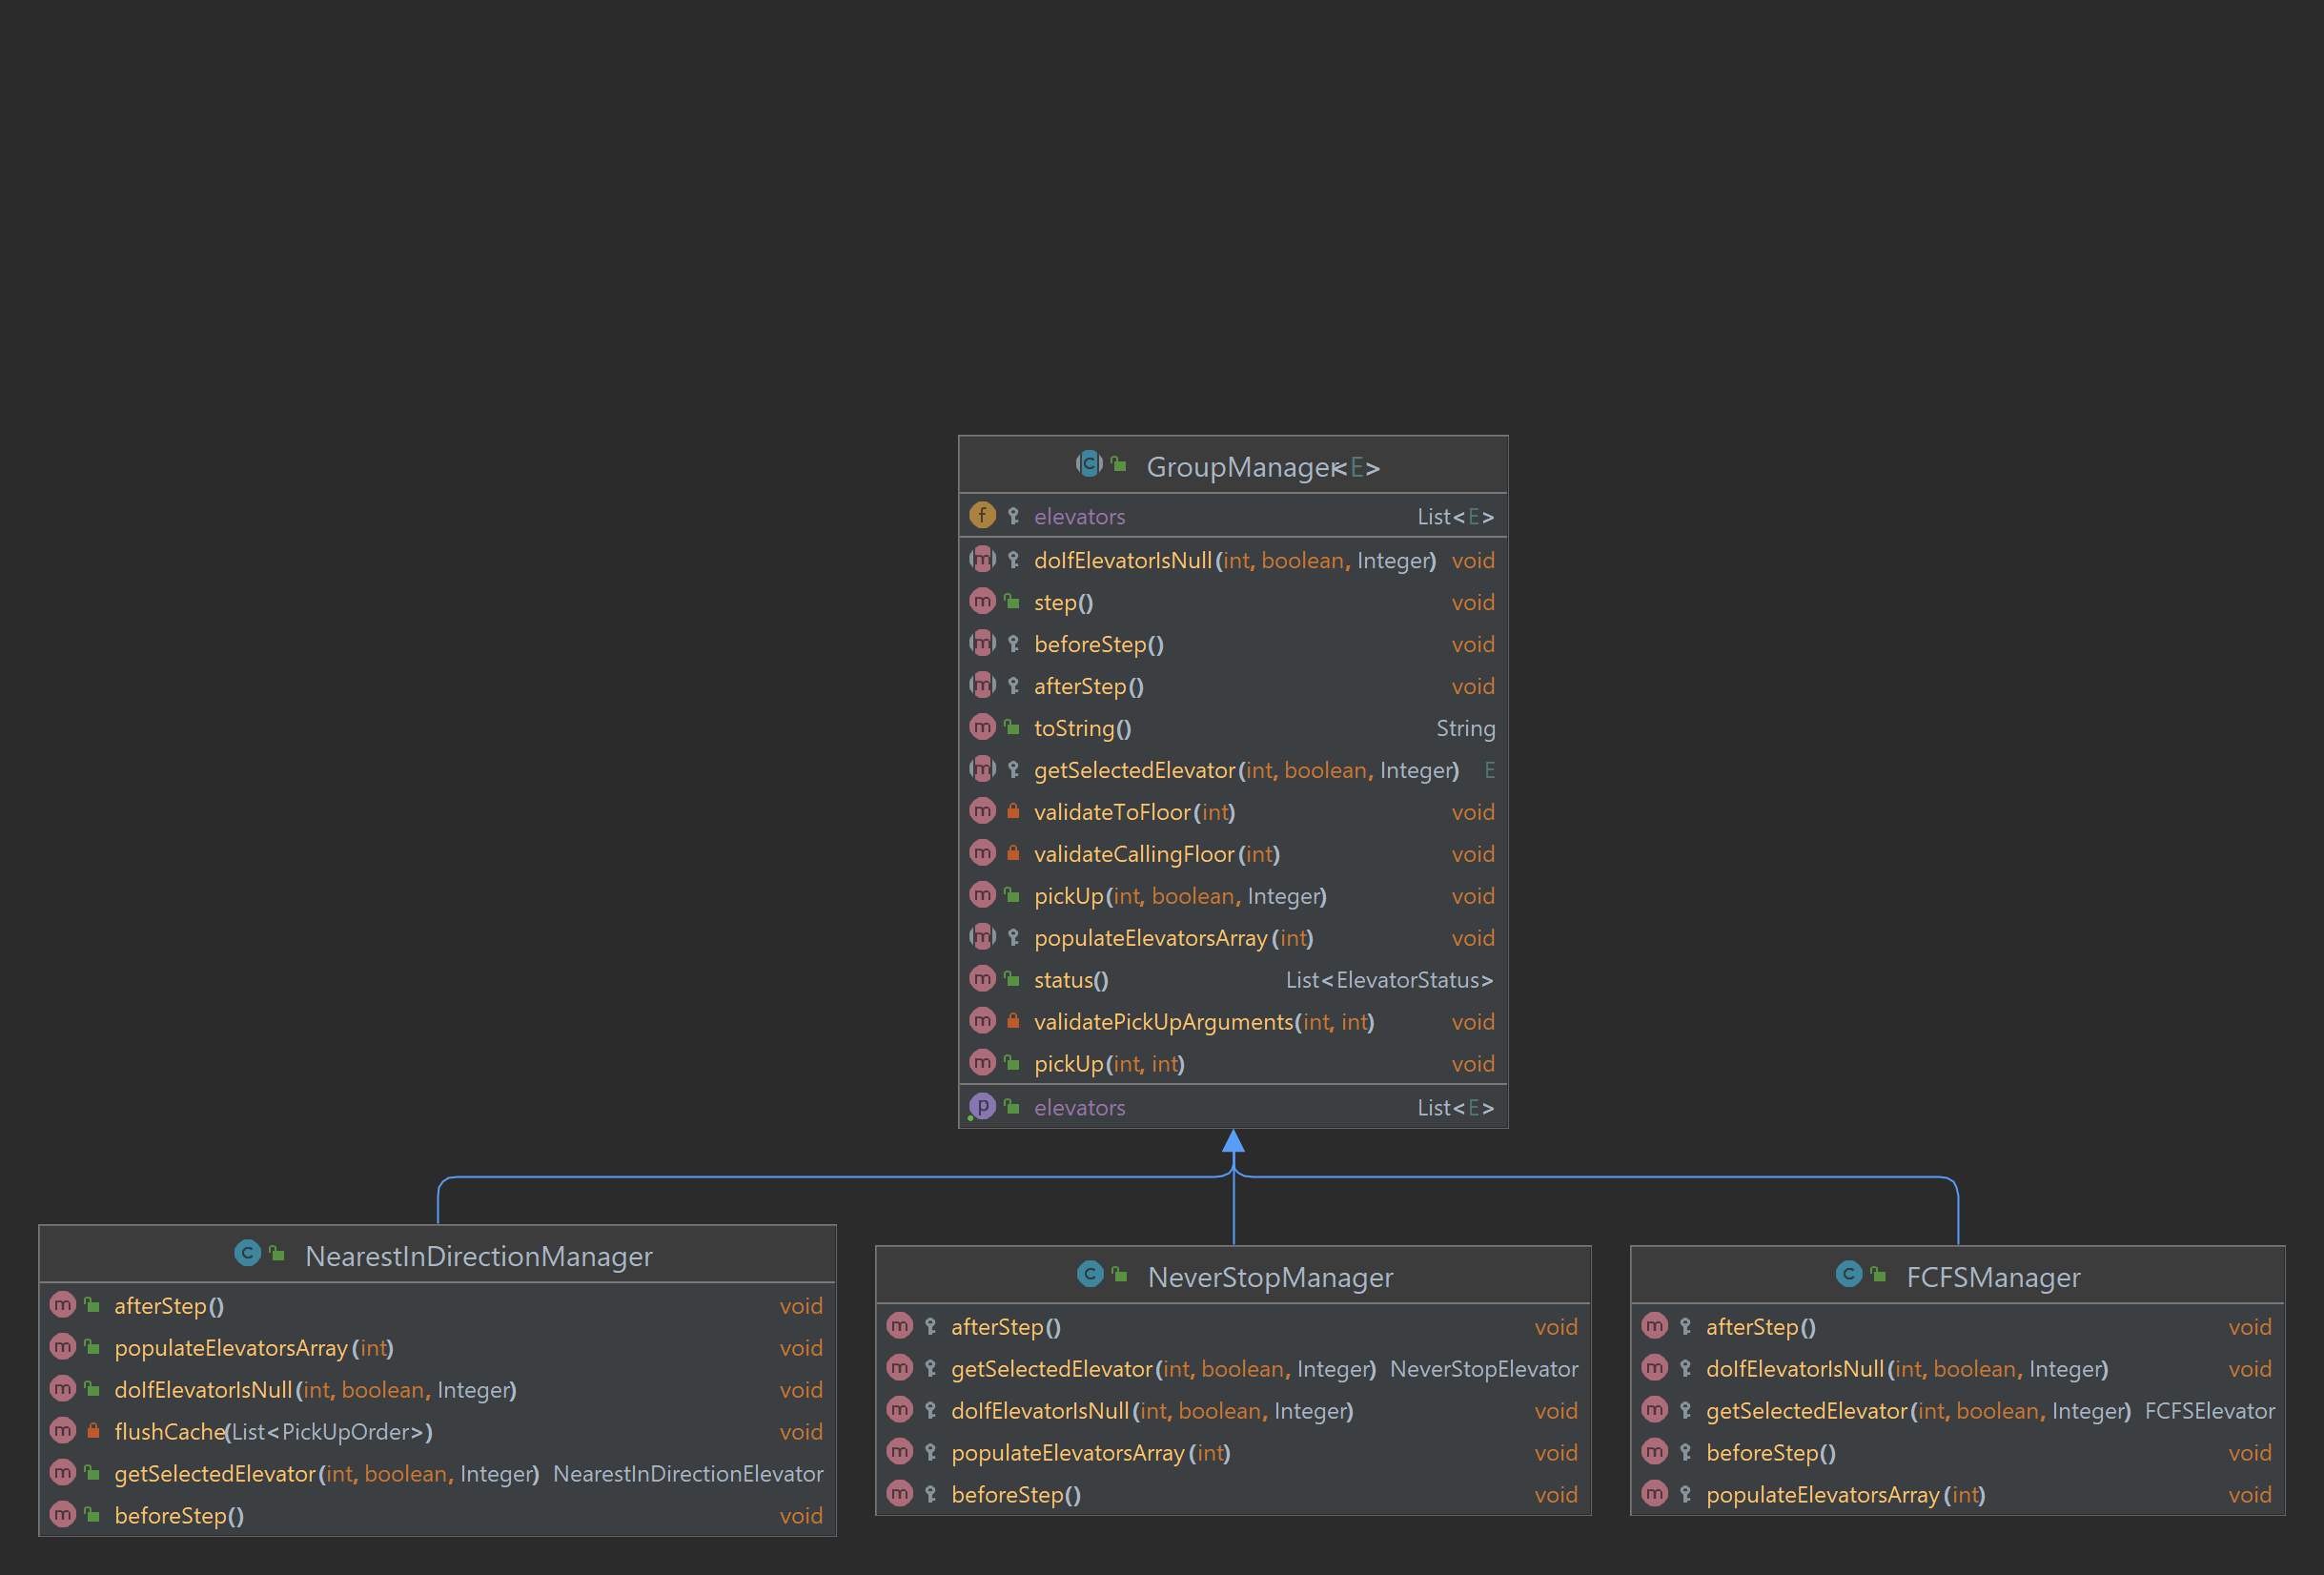 GroupManager<E>
f elevators List<E>
m doIfElevatorIsNull(int, boolean, Integer) void
m step() void
m beforeStep() void
m afterStep() void
m toString() String
m getSelectedElevator(int, boolean, Integer) E
m validateToFloor(int) void
m validateCallingFloor(int) void
m pickUp(int, boolean, Integer) void
m populateElevatorsArray(int) void
m status() List<ElevatorStatus>
m validatePickUpArguments(int, int) void
m pickUp(int, int) void
p elevators List<E>
C NearestInDirectionManager
m afterStep() void
m populateElevatorsArray(int) void
m doIfElevatorIsNull(int, boolean, Integer) void
m flushCache(List<PickUpOrder>) void
m getSelectedElevator(int, boolean, Integer) NearestInDirectionElevator
m beforeStep() void
C NeverStopManager
m afterStep() void
m getSelectedElevator(int, boolean, Integer) NeverStopElevator
m doIfElevatorIsNull(int, boolean, Integer) void
m populateElevatorsArray(int) void
m beforeStep() void
C FCFSManager
m afterStep() void
m doIfElevatorIsNull(int, boolean, Integer) void
m getSelectedElevator(int, boolean, Integer) FCFSElevator
m beforeStep() void
m populateElevatorsArray(int) void